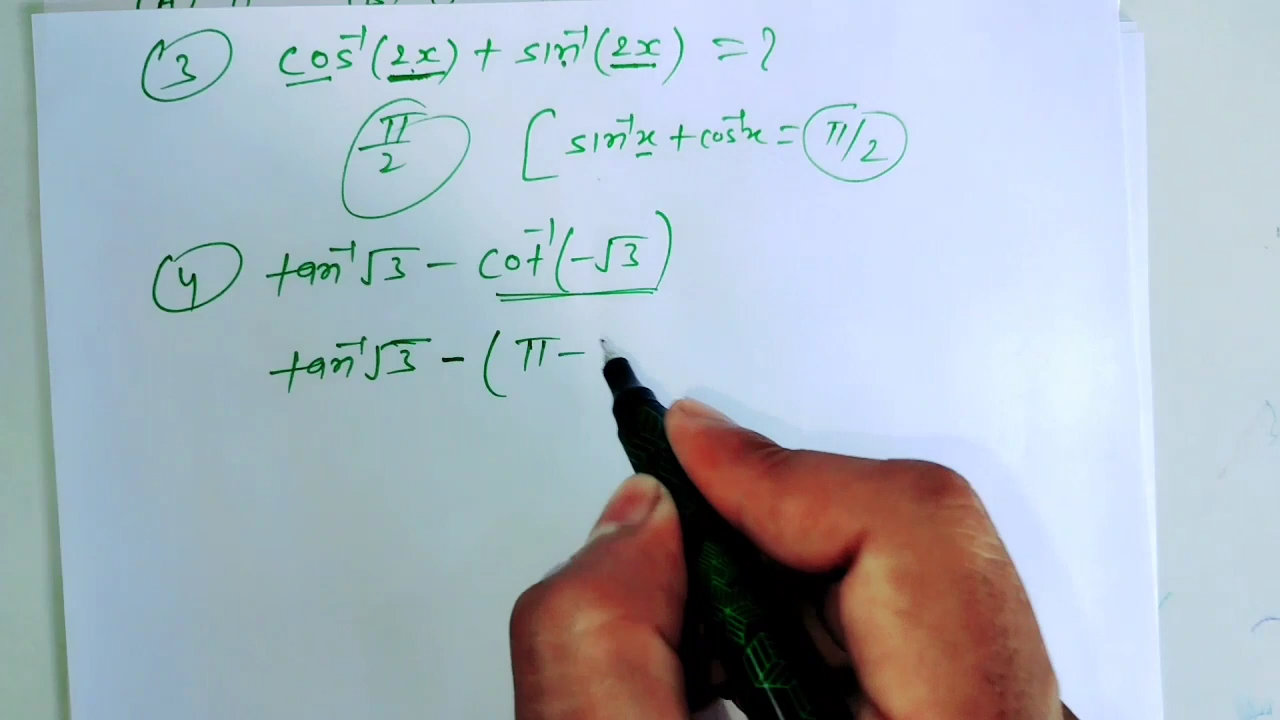 (3) cos⁻¹(2x) + sin⁻¹(2x) = ?
π/2 [ sin⁻¹x + cos⁻¹x = π/2
(4) tan⁻¹√3 − cot⁻¹(−√3)
tan⁻¹√3 − ( π −